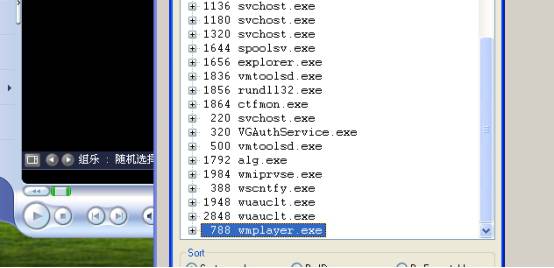 1136 svchost.exe
1180 svchost.exe
1320 svchost.exe
1644 spoolsv.exe
1656 explorer.exe
1836 vmtoolsd.exe
1856 rundll32.exe
1864 ctfmon.exe
220 svchost.exe
320 VGAuthService.exe
500 vmtoolsd.exe
1792 alg.exe
1984 wmiprvse.exe
388 wscntfy.exe
1948 wuauclt.exe
2848 wuauclt.exe
788 wmplayer.exe
组乐 : 随机选择
Sort